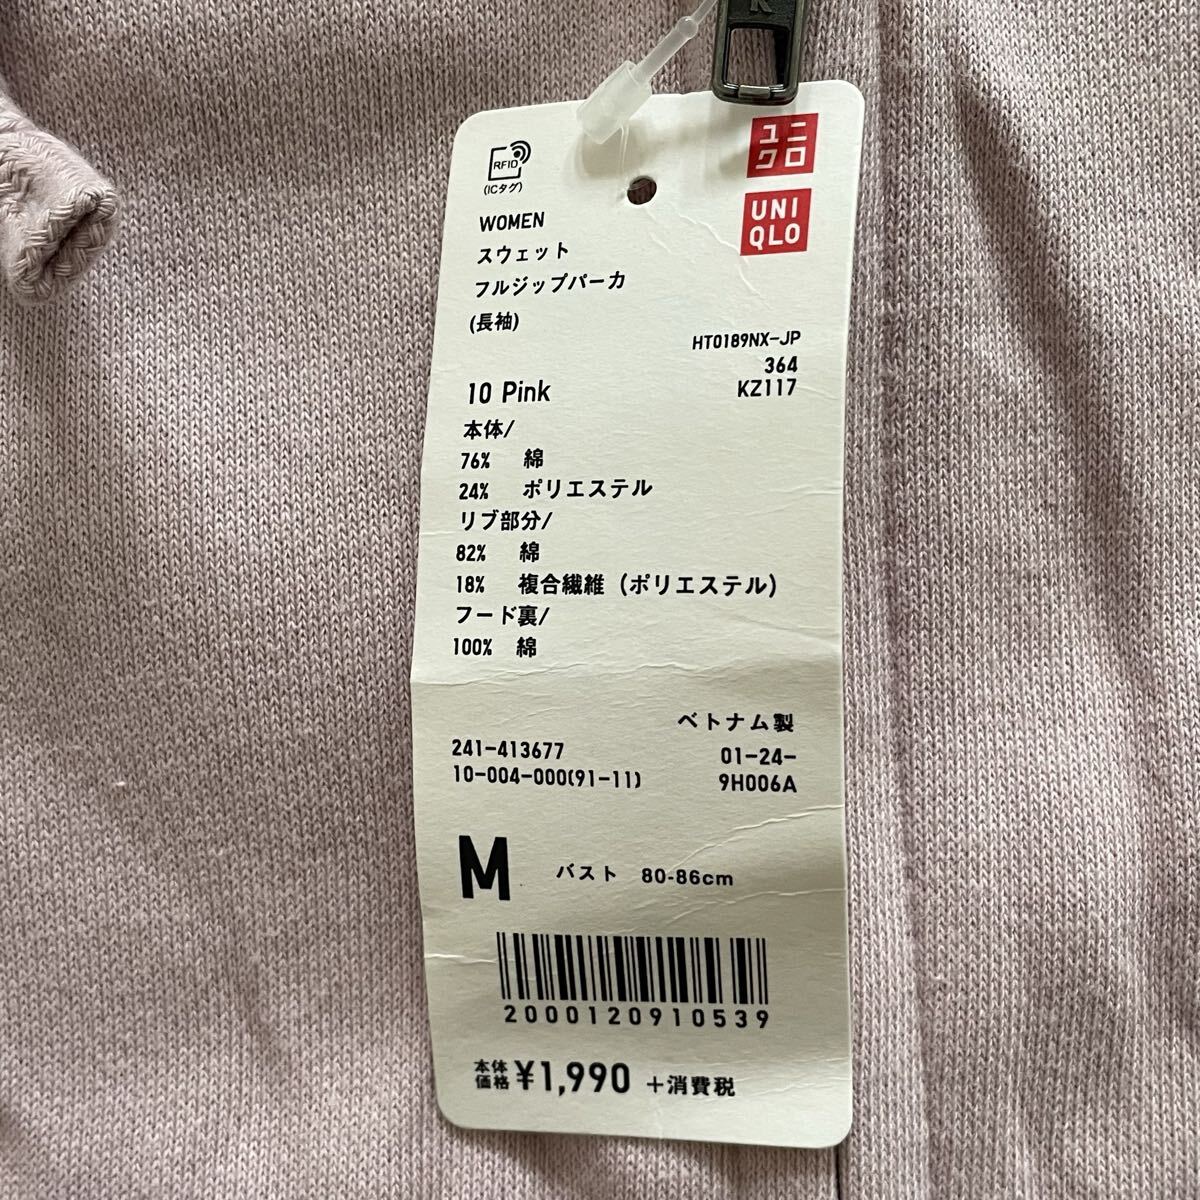 K
RFID
(ICタグ)
ユニ
クロ
UNI
QLO
WOMEN
スウェット
フルジップパーカ
(長袖)
HT0189NX-JP
364
KZ117
10 Pink
本体/
76% 綿
24% ポリエステル
リブ部分/
82% 綿
18% 複合繊維(ポリエステル)
フード裏/
100% 綿
ベトナム製
241-413677 01-24-
10-004-000(91-11) 9H006A
M バスト 80-86cm
2000120910539
本体
価格 ¥1,990 +消費税